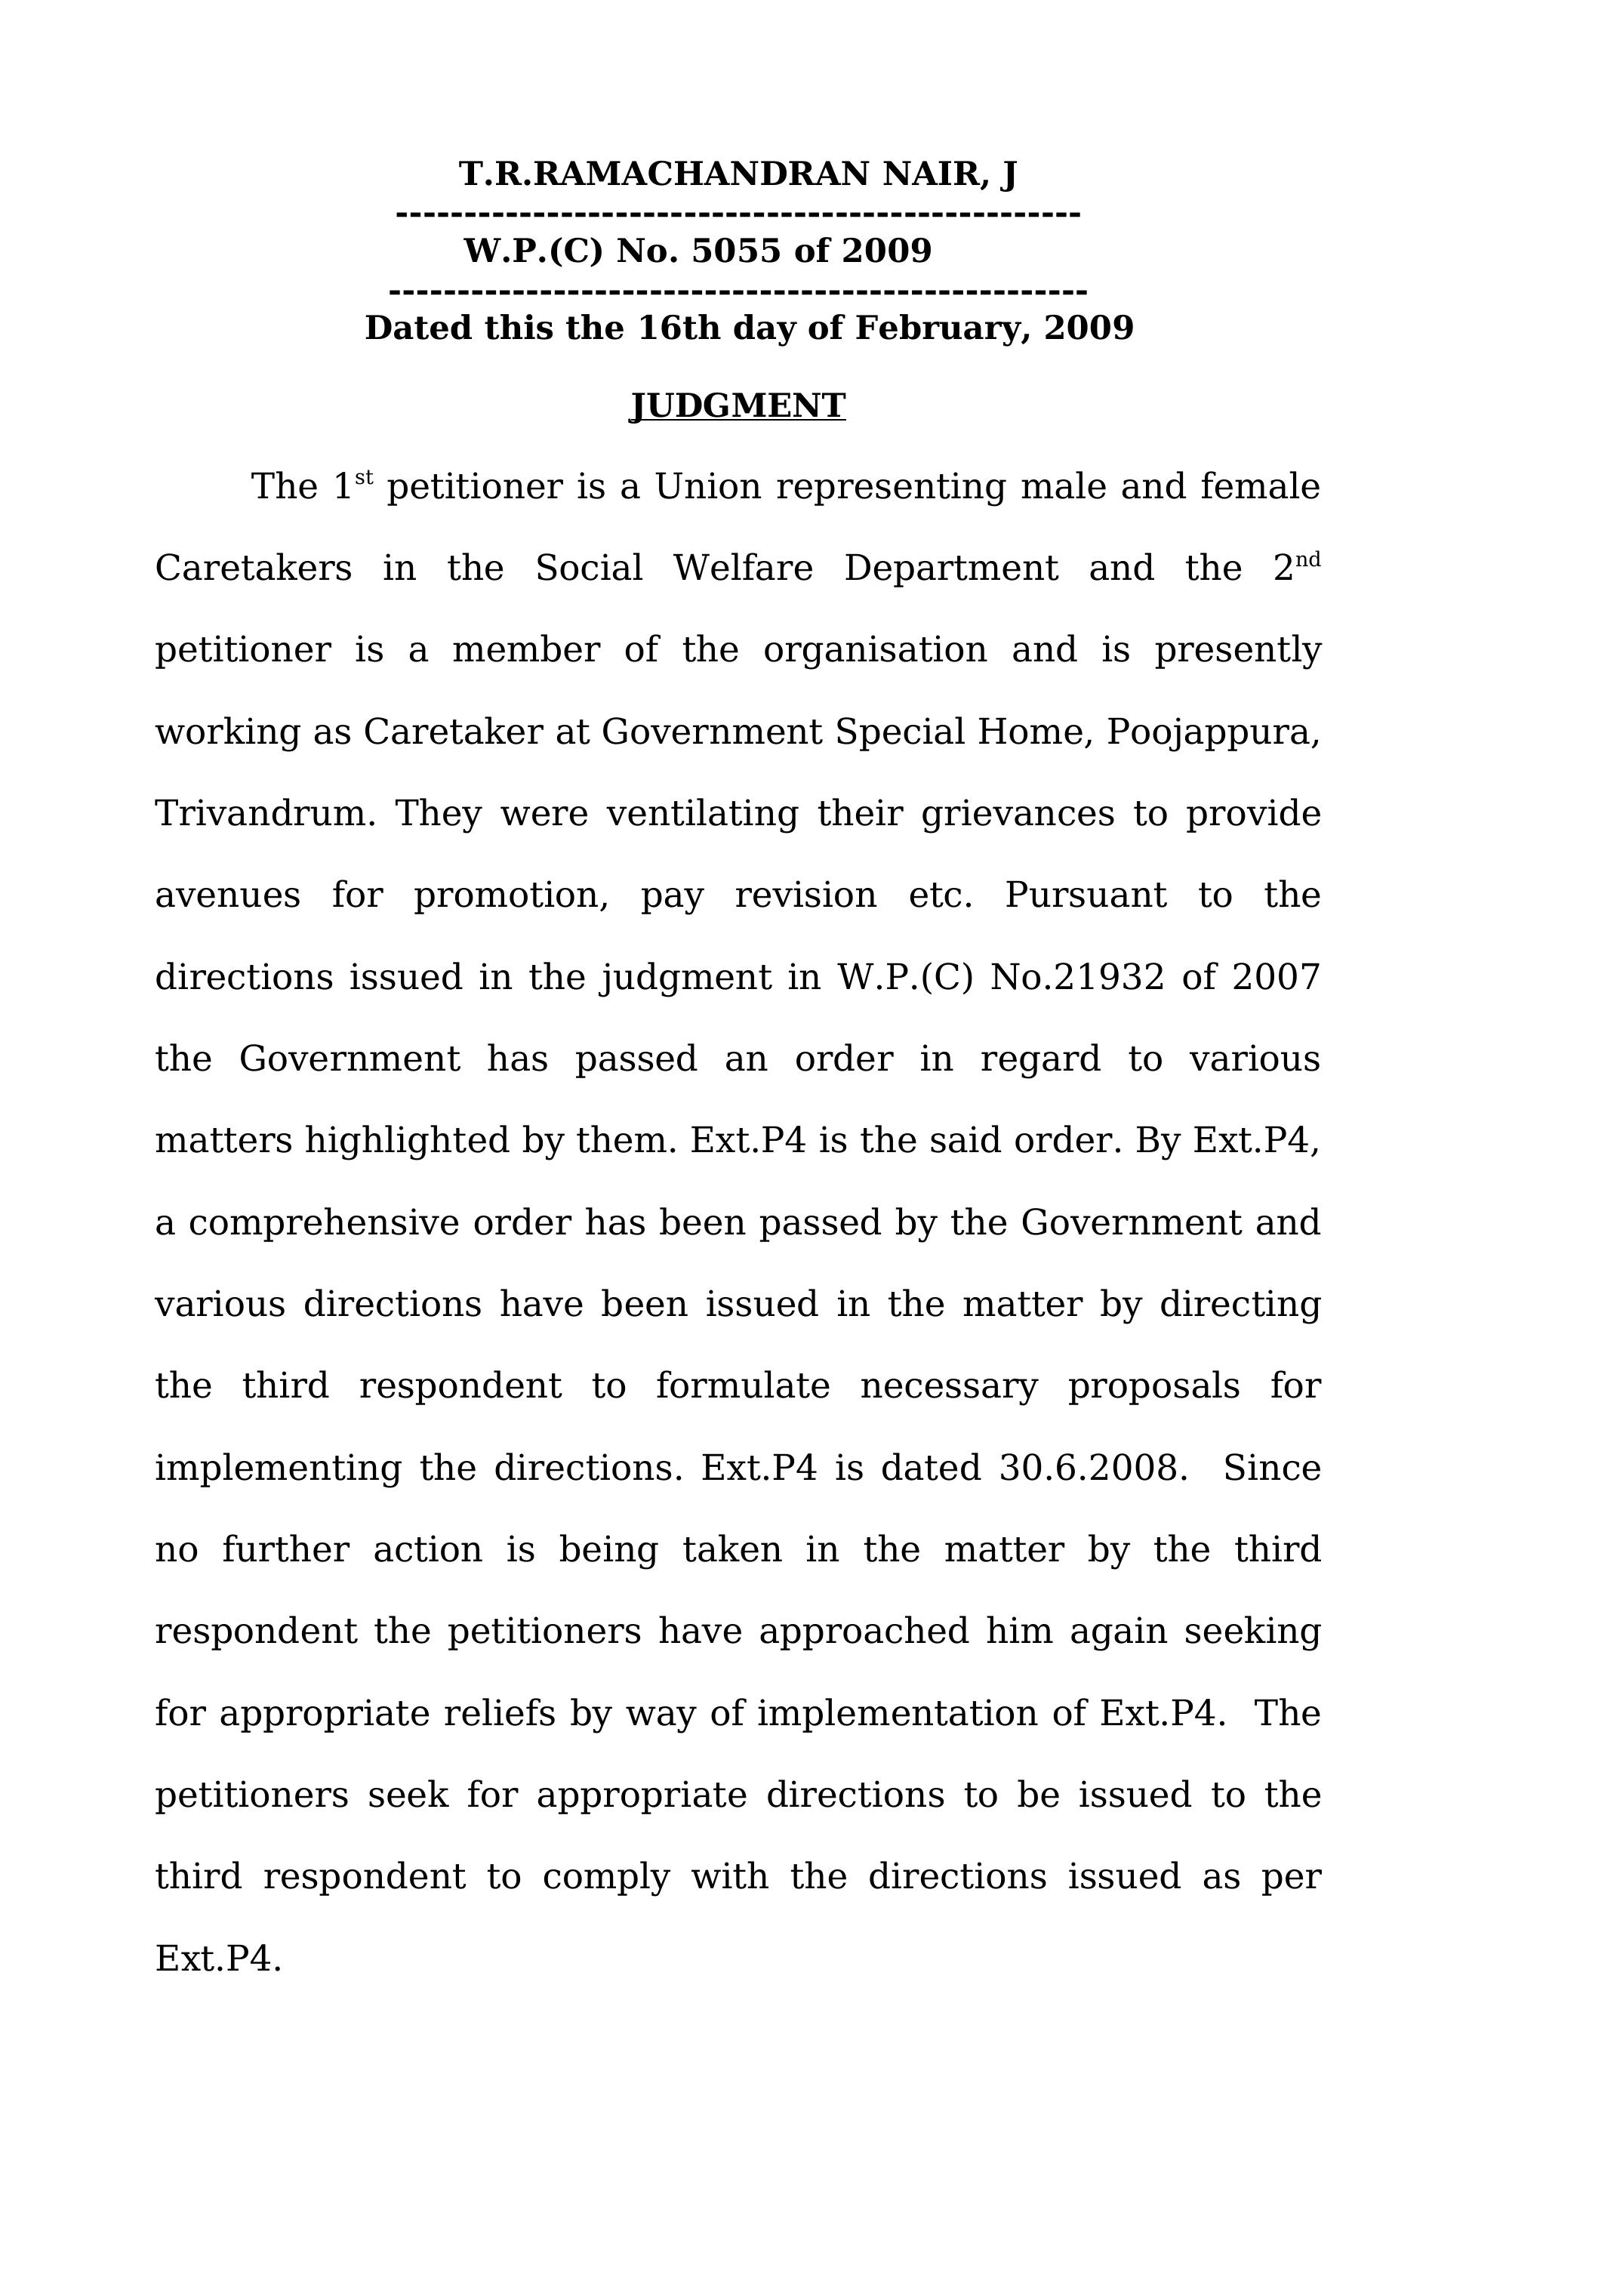 T.R.RAMACHANDRAN NAIR, J
--------------------------------------------------
W.P.(C) No. 5055 of 2009
---------------------------------------------------
Dated this the 16th day of February, 2009
JUDGMENT
The 1st petitioner is a Union representing male and female
Caretakers in the Social Welfare Department and the 2nd
petitioner is a member of the organisation and is presently
working as Caretaker at Government Special Home, Poojappura,
Trivandrum. They were ventilating their grievances to provide
avenues for promotion, pay revision etc. Pursuant to the
directions issued in the judgment in W.P.(C) No.21932 of 2007
the Government has passed an order in regard to various
matters highlighted by them. Ext.P4 is the said order. By Ext.P4,
a comprehensive order has been passed by the Government and
various directions have been issued in the matter by directing
the third respondent to formulate necessary proposals for
implementing the directions. Ext.P4 is dated 30.6.2008. Since
no further action is being taken in the matter by the third
respondent the petitioners have approached him again seeking
for appropriate reliefs by way of implementation of Ext.P4. The
petitioners seek for appropriate directions to be issued to the
third respondent to comply with the directions issued as per
Ext.P4.